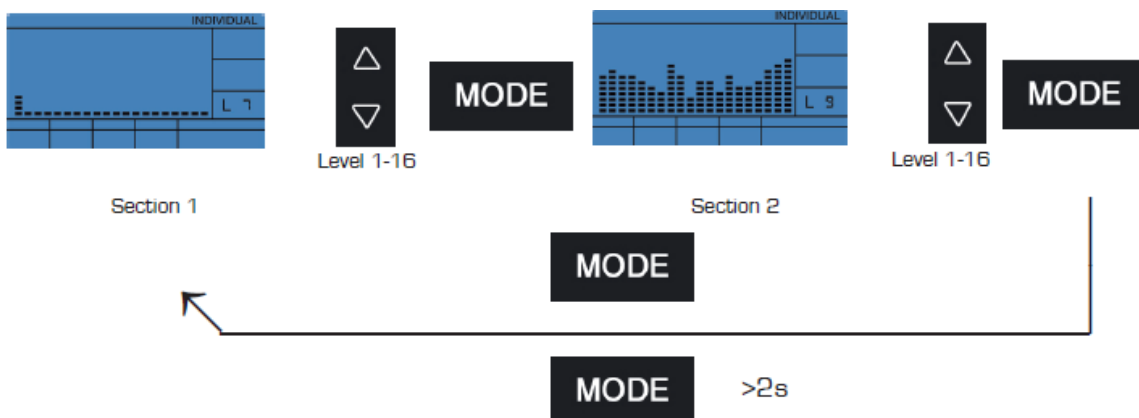 INDIVIDUAL
L 7
Level 1-16
MODE
Section 1
INDIVIDUAL
L 9
Level 1-16
MODE
Section 2
MODE
MODE >2s